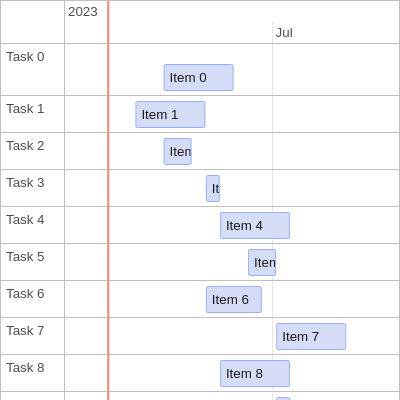 2023
Jul
Task 0
Item 0
Task 1
Item 1
Task 2
Iten
Task 3
It
Task 4
Item 4
Task 5
Iten
Task 6
Item 6
Task 7
Item 7
Task 8
Item 8